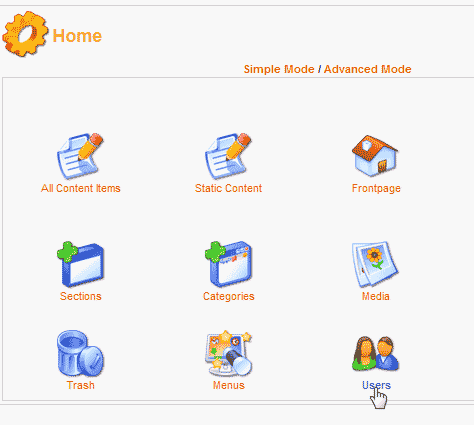 Home
Simple Mode / Advanced Mode
All Content Items
Static Content
Frontpage
Sections
Categories
Media
Trash
Menus
Users